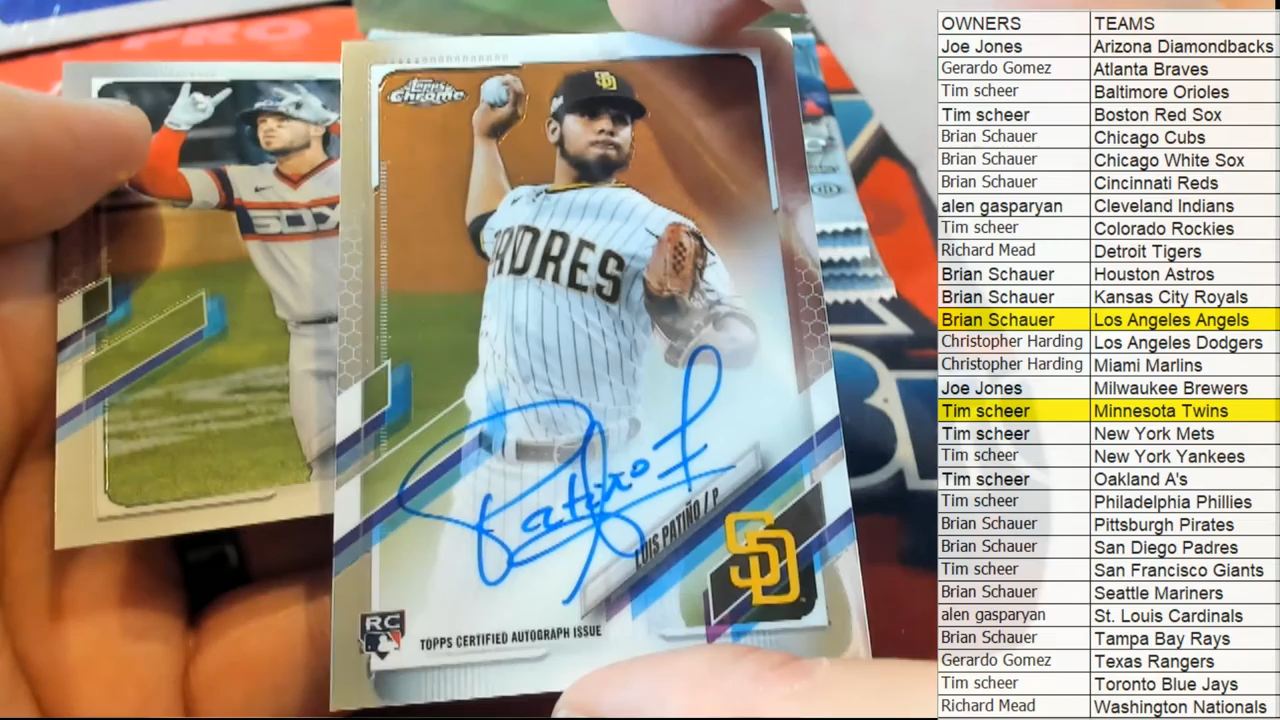 PRO
Topps
Chrome
SD
SOX
PADRES
Patiño
LUIS PATIÑO / P
SD
RC
TOPPS CERTIFIED AUTOGRAPH ISSUE
OWNERS TEAMS
Joe Jones Arizona Diamondbacks
Gerardo Gomez Atlanta Braves
Tim scheer Baltimore Orioles
Tim scheer Boston Red Sox
Brian Schauer Chicago Cubs
Brian Schauer Chicago White Sox
Brian Schauer Cincinnati Reds
alen gasparyan Cleveland Indians
Tim scheer Colorado Rockies
Richard Mead Detroit Tigers
Brian Schauer Houston Astros
Brian Schauer Kansas City Royals
Brian Schauer Los Angeles Angels
Christopher Harding Los Angeles Dodgers
Christopher Harding Miami Marlins
Joe Jones Milwaukee Brewers
Tim scheer Minnesota Twins
Tim scheer New York Mets
Tim scheer New York Yankees
Tim scheer Oakland A's
Tim scheer Philadelphia Phillies
Brian Schauer Pittsburgh Pirates
Brian Schauer San Diego Padres
Tim scheer San Francisco Giants
Brian Schauer Seattle Mariners
alen gasparyan St. Louis Cardinals
Brian Schauer Tampa Bay Rays
Gerardo Gomez Texas Rangers
Tim scheer Toronto Blue Jays
Richard Mead Washington Nationals